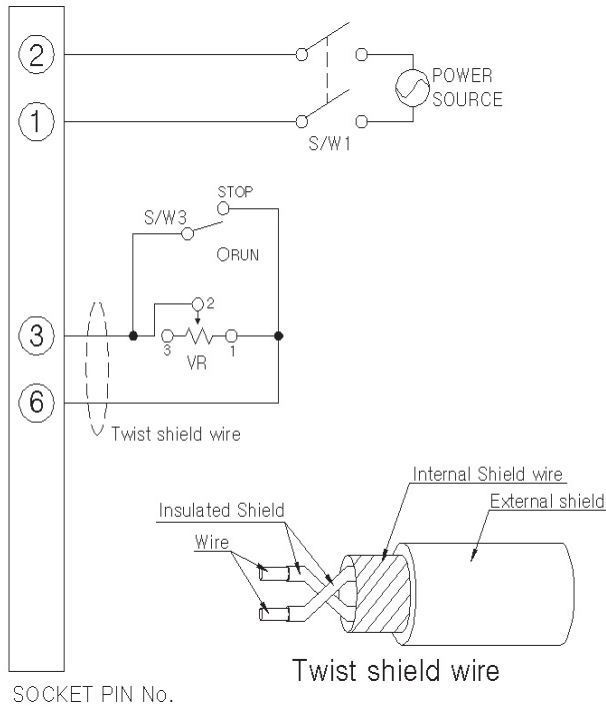 2
POWER
SOURCE
1
S/W1
STOP
S/W3
RUN
2
3
3
1
VR
6
Twist shield wire
Internal Shield wire
External shield
Insulated Shield
Wire
Twist shield wire
SOCKET PIN No.